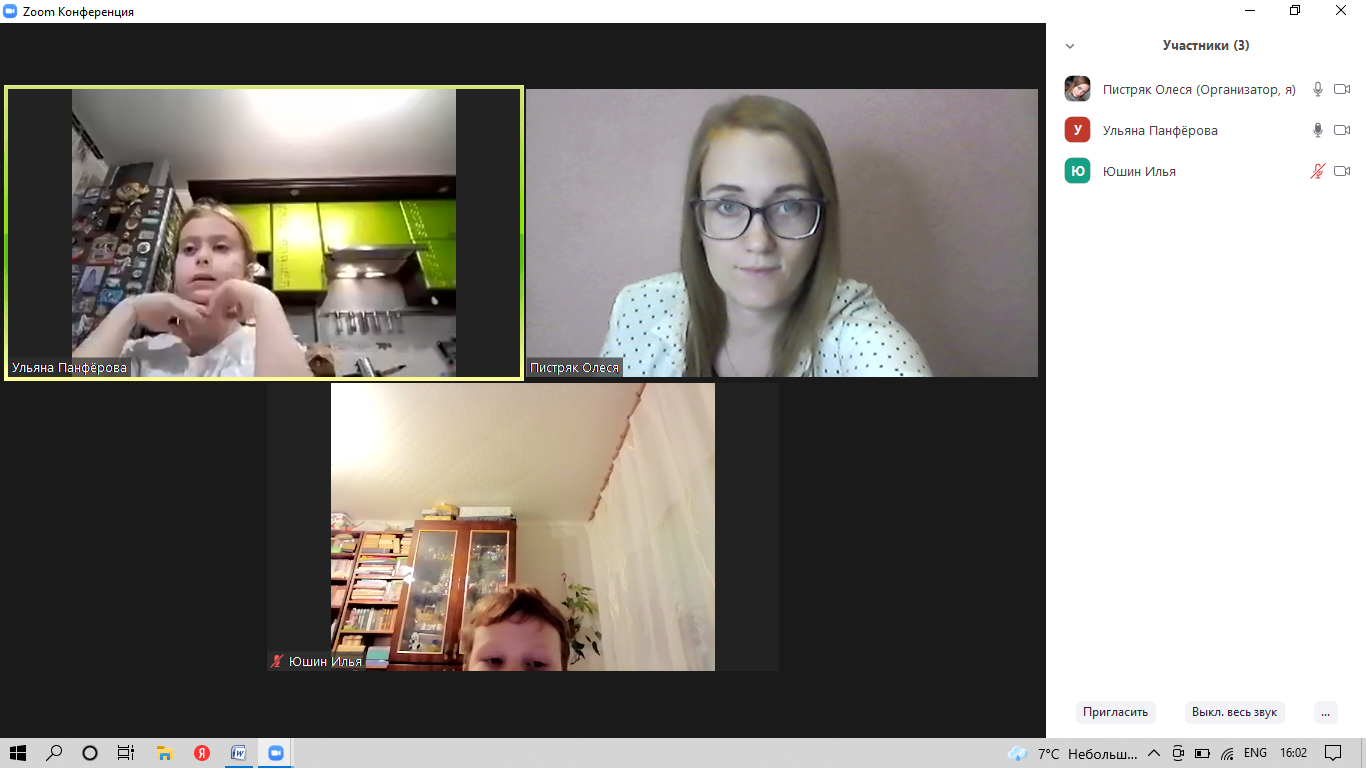 Zoom Конференция
Участники (3)
Пистряк Олеся (Организатор, я)
У Ульяна Панфёрова
Ю Юшин Илья
Ульяна Панфёрова
Пистряк Олеся
Юшин Илья
Пригласить
Выкл. весь звук
...
Я
W
7°C Небольш...
ENG
16:02